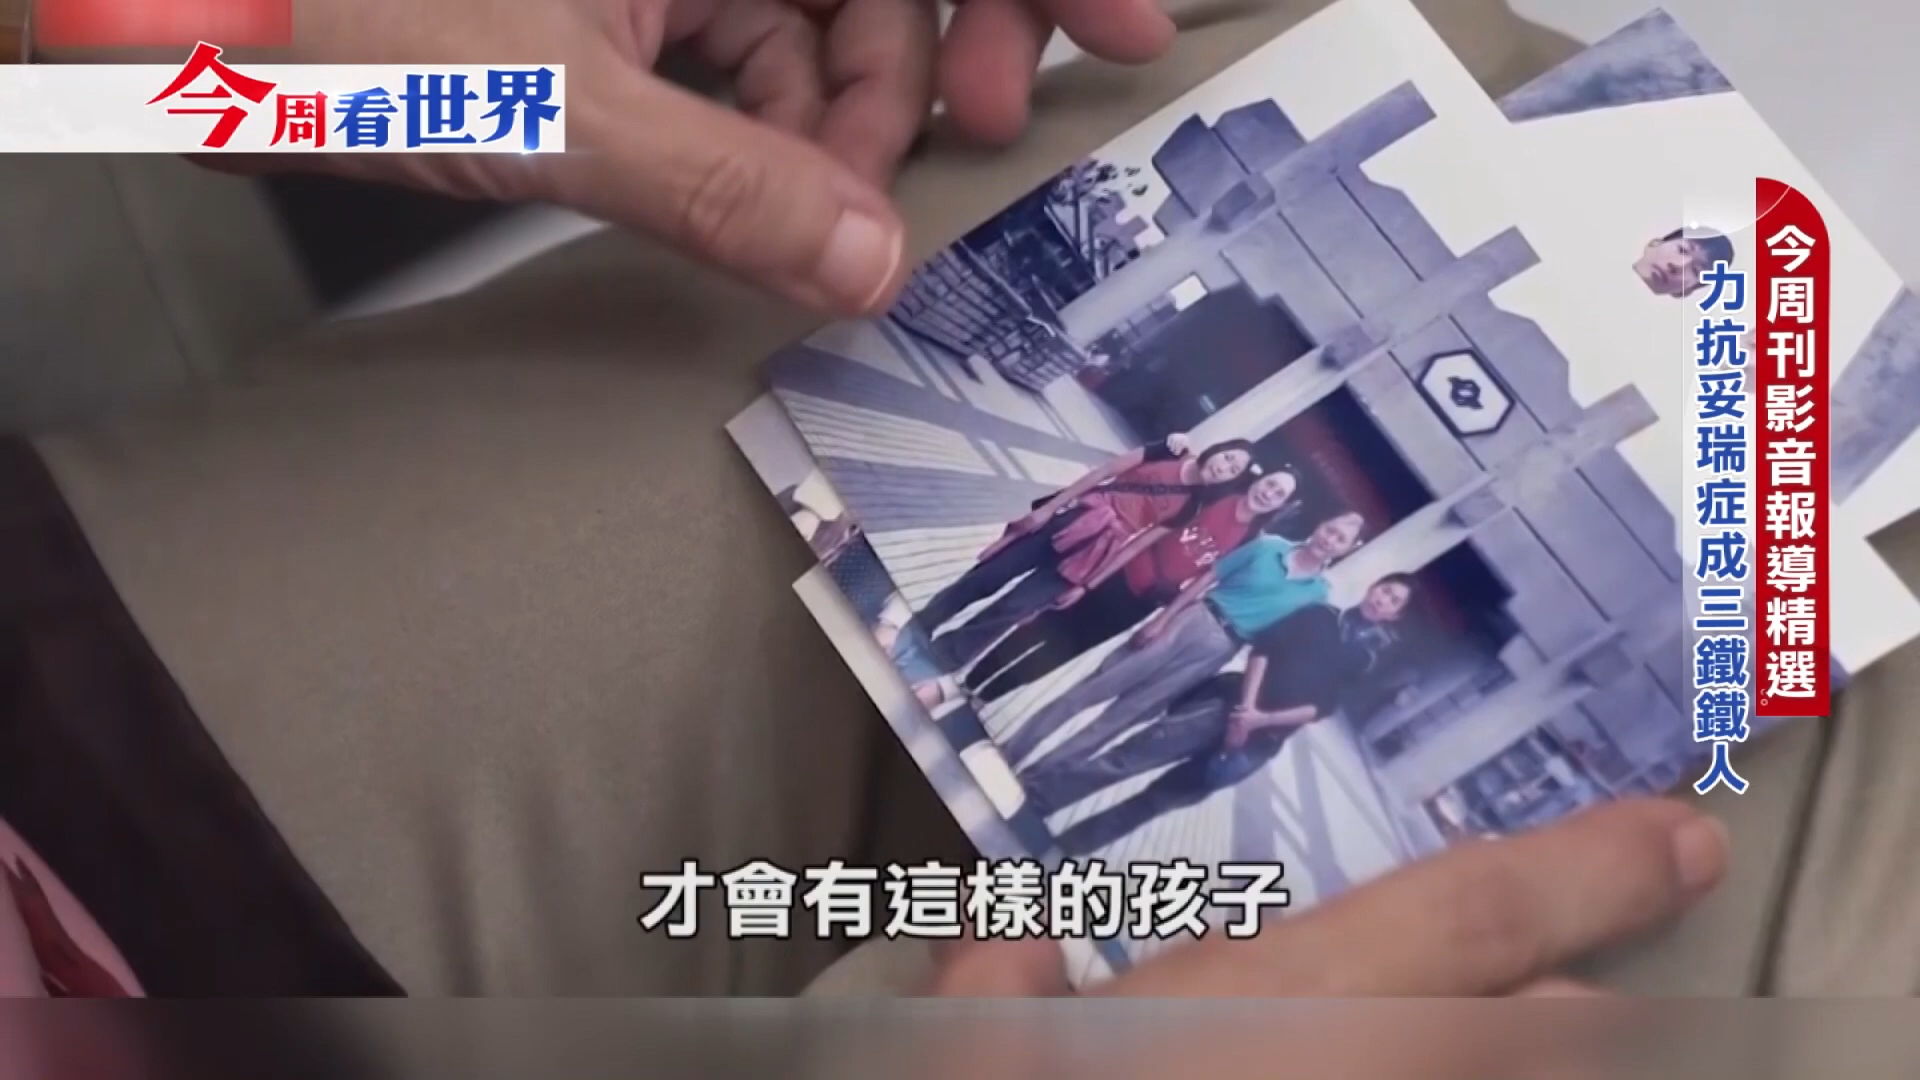 今周看世界
今周刊影音報導精選
力抗妥瑞症成三鐵鐵人
才會有這樣的孩子